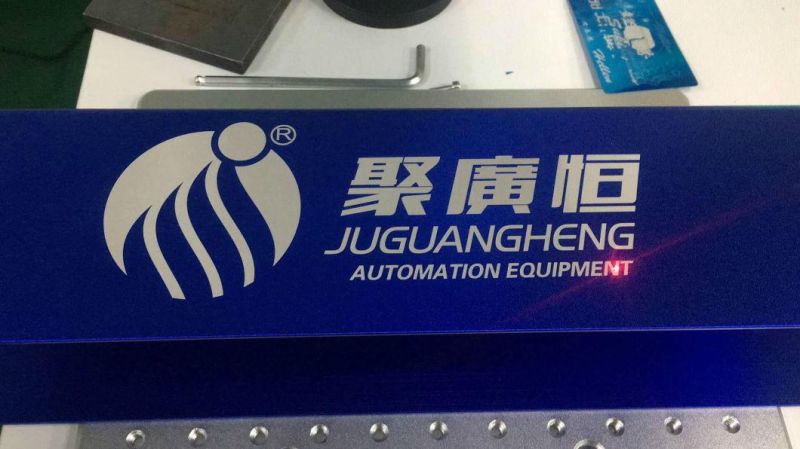 ®
聚廣恒
JUGUANGHENG
AUTOMATION EQUIPMENT